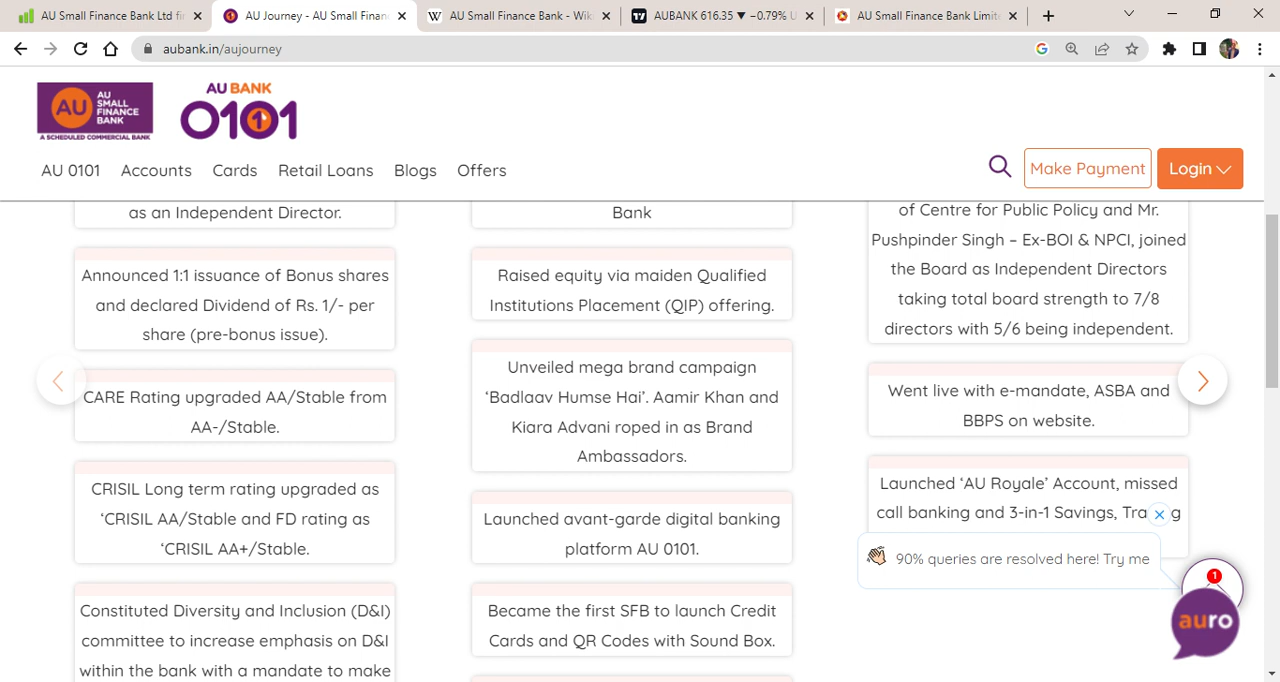 AU Small Finance Bank Ltd fin
AU Journey - AU Small Financ
AU Small Finance Bank - Wiki
AUBANK 616.35 ▼ −0.79% U
AU Small Finance Bank Limite
aubank.in/aujourney
AU
AU
SMALL
FINANCE
BANK
A SCHEDULED COMMERCIAL BANK
AU BANK
0101
AU 0101
Accounts
Cards
Retail Loans
Blogs
Offers
Make Payment
Login
as an Independent Director.
Announced 1:1 issuance of Bonus shares
and declared Dividend of Rs. 1/- per
share (pre-bonus issue).
CARE Rating upgraded AA/Stable from
AA-/Stable.
CRISIL Long term rating upgraded as
‘CRISIL AA/Stable and FD rating as
‘CRISIL AA+/Stable.
Constituted Diversity and Inclusion (D&I)
committee to increase emphasis on D&I
within the bank with a mandate to make
Bank
Raised equity via maiden Qualified
Institutions Placement (QIP) offering.
Unveiled mega brand campaign
‘Badlaav Humse Hai’. Aamir Khan and
Kiara Advani roped in as Brand
Ambassadors.
Launched avant-garde digital banking
platform AU 0101.
Became the first SFB to launch Credit
Cards and QR Codes with Sound Box.
of Centre for Public Policy and Mr.
Pushpinder Singh – Ex-BOI & NPCI, joined
the Board as Independent Directors
taking total board strength to 7/8
directors with 5/6 being independent.
Went live with e-mandate, ASBA and
BBPS on website.
Launched ‘AU Royale’ Account, missed
call banking and 3-in-1 Savings,
90% queries are resolved here! Try me
1
auro